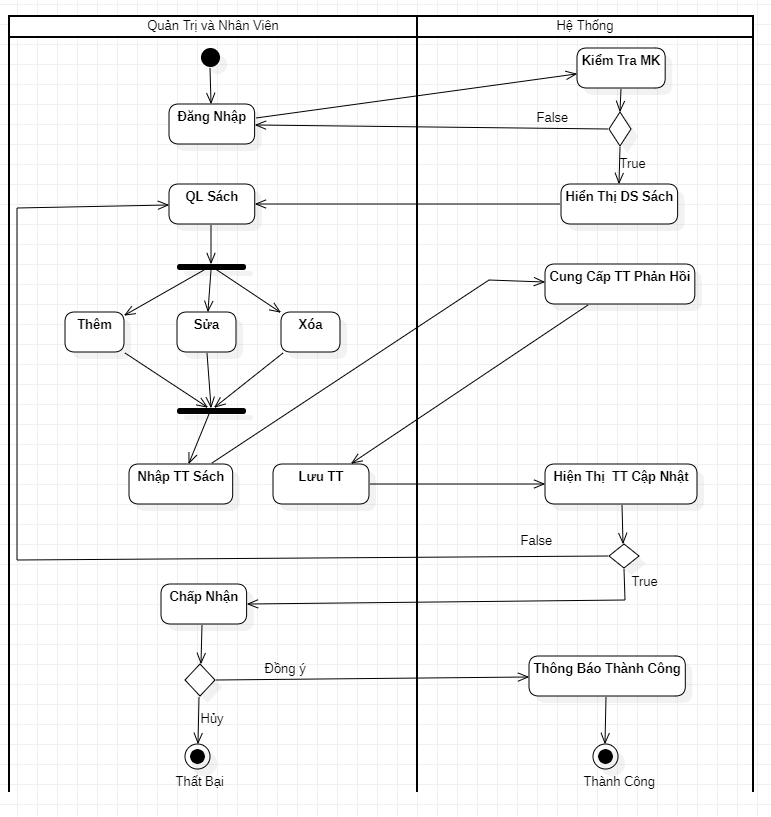 Quản Trị và Nhân Viên
Hệ Thống
Kiểm Tra MK
Đăng Nhập
False
True
QL Sách
Hiển Thị DS Sách
Cung Cấp TT Phản Hồi
Thêm
Sửa
Xóa
Nhập TT Sách
Lưu TT
Hiện Thị  TT Cập Nhật
False
True
Chấp Nhận
Đồng ý
Thông Báo Thành Công
Hủy
Thất Bại
Thành Công